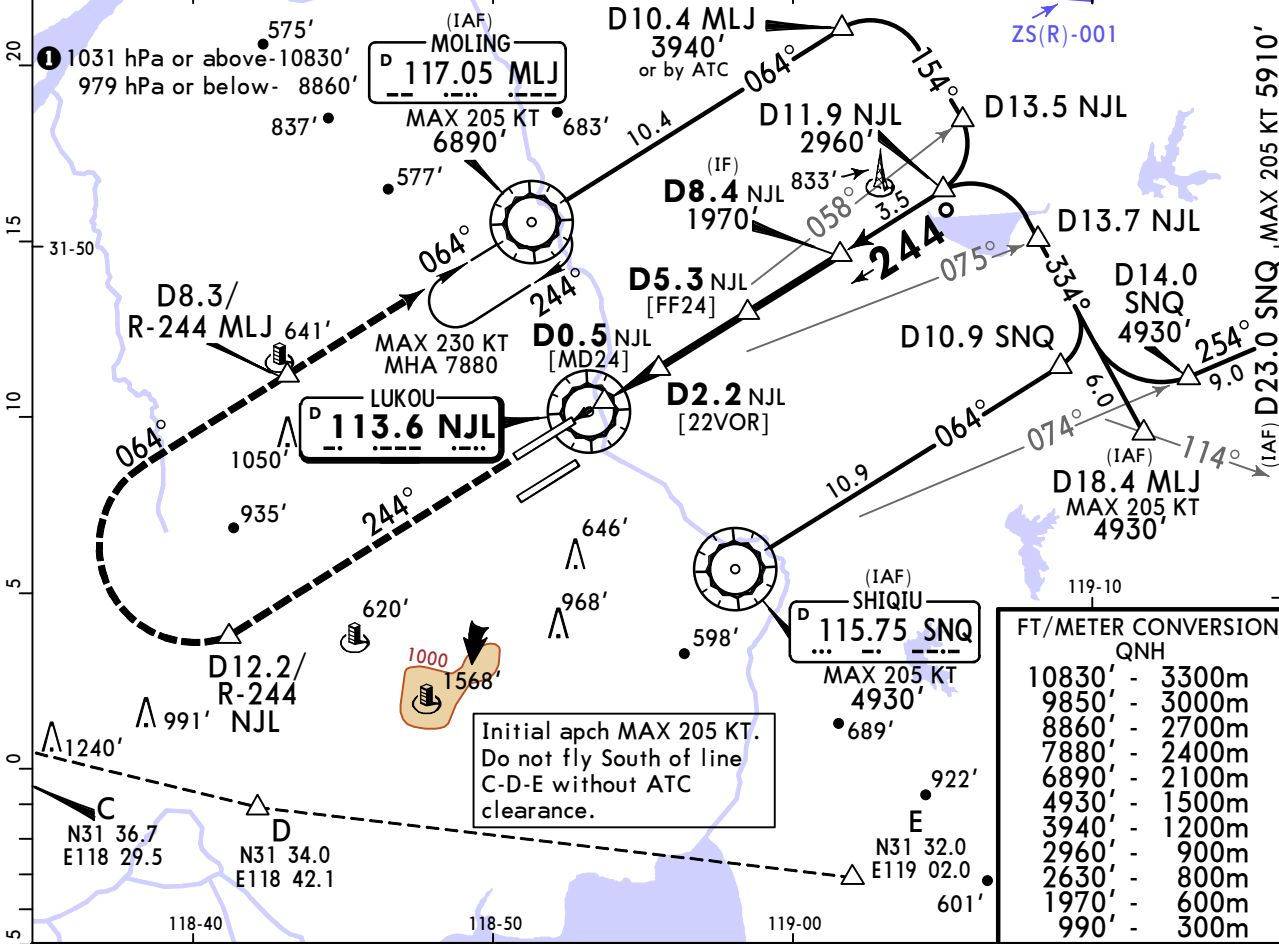 575'
❶ 1031 hPa or above-10830'
979 hPa or below- 8860'
837'
577'
(IAF)
MOLING
D 117.05 MLJ
MAX 205 KT
6890'
683'
D10.4 MLJ
3940'
or by ATC
064°
10.4
154°
ZS(R)-001
D13.5 NJL
D11.9 NJL
2960'
833'
058°
3.5
(IF)
D8.4 NJL
1970'
244°
075°
D13.7 NJL
334°
D14.0
SNQ
4930'
254°
9.0
(IAF) D23.0 SNQ MAX 205 KT 5910'
20
15
10
5
0
5
31-50
064°
244°
MAX 230 KT
MHA 7880
D8.3/
R-244 MLJ
641'
D5.3 NJL
[FF24]
D0.5 NJL
[MD24]
D2.2 NJL
[22VOR]
LUKOU
D 113.6 NJL
1050'
064°
935'
244°
D10.9 SNQ
6.0
064°
074°
114°
10.9
(IAF)
D18.4 MLJ
MAX 205 KT
4930'
646'
968'
620'
598'
1000
1568'
D12.2/
R-244
NJL
991'
1240'
(IAF)
SHIQIU
D 115.75 SNQ
MAX 205 KT
4930'
689'
922'
601'
119-10
Initial apch MAX 205 KT.
Do not fly South of line
C-D-E without ATC
clearance.
C
N31 36.7
E118 29.5
D
N31 34.0
E118 42.1
E
N31 32.0
E119 02.0
118-40
118-50
119-00
FT/METER CONVERSION
QNH
10830' - 3300m
9850' - 3000m
8860' - 2700m
7880' - 2400m
6890' - 2100m
4930' - 1500m
3940' - 1200m
2960' - 900m
2630' - 800m
1970' - 600m
990' - 300m